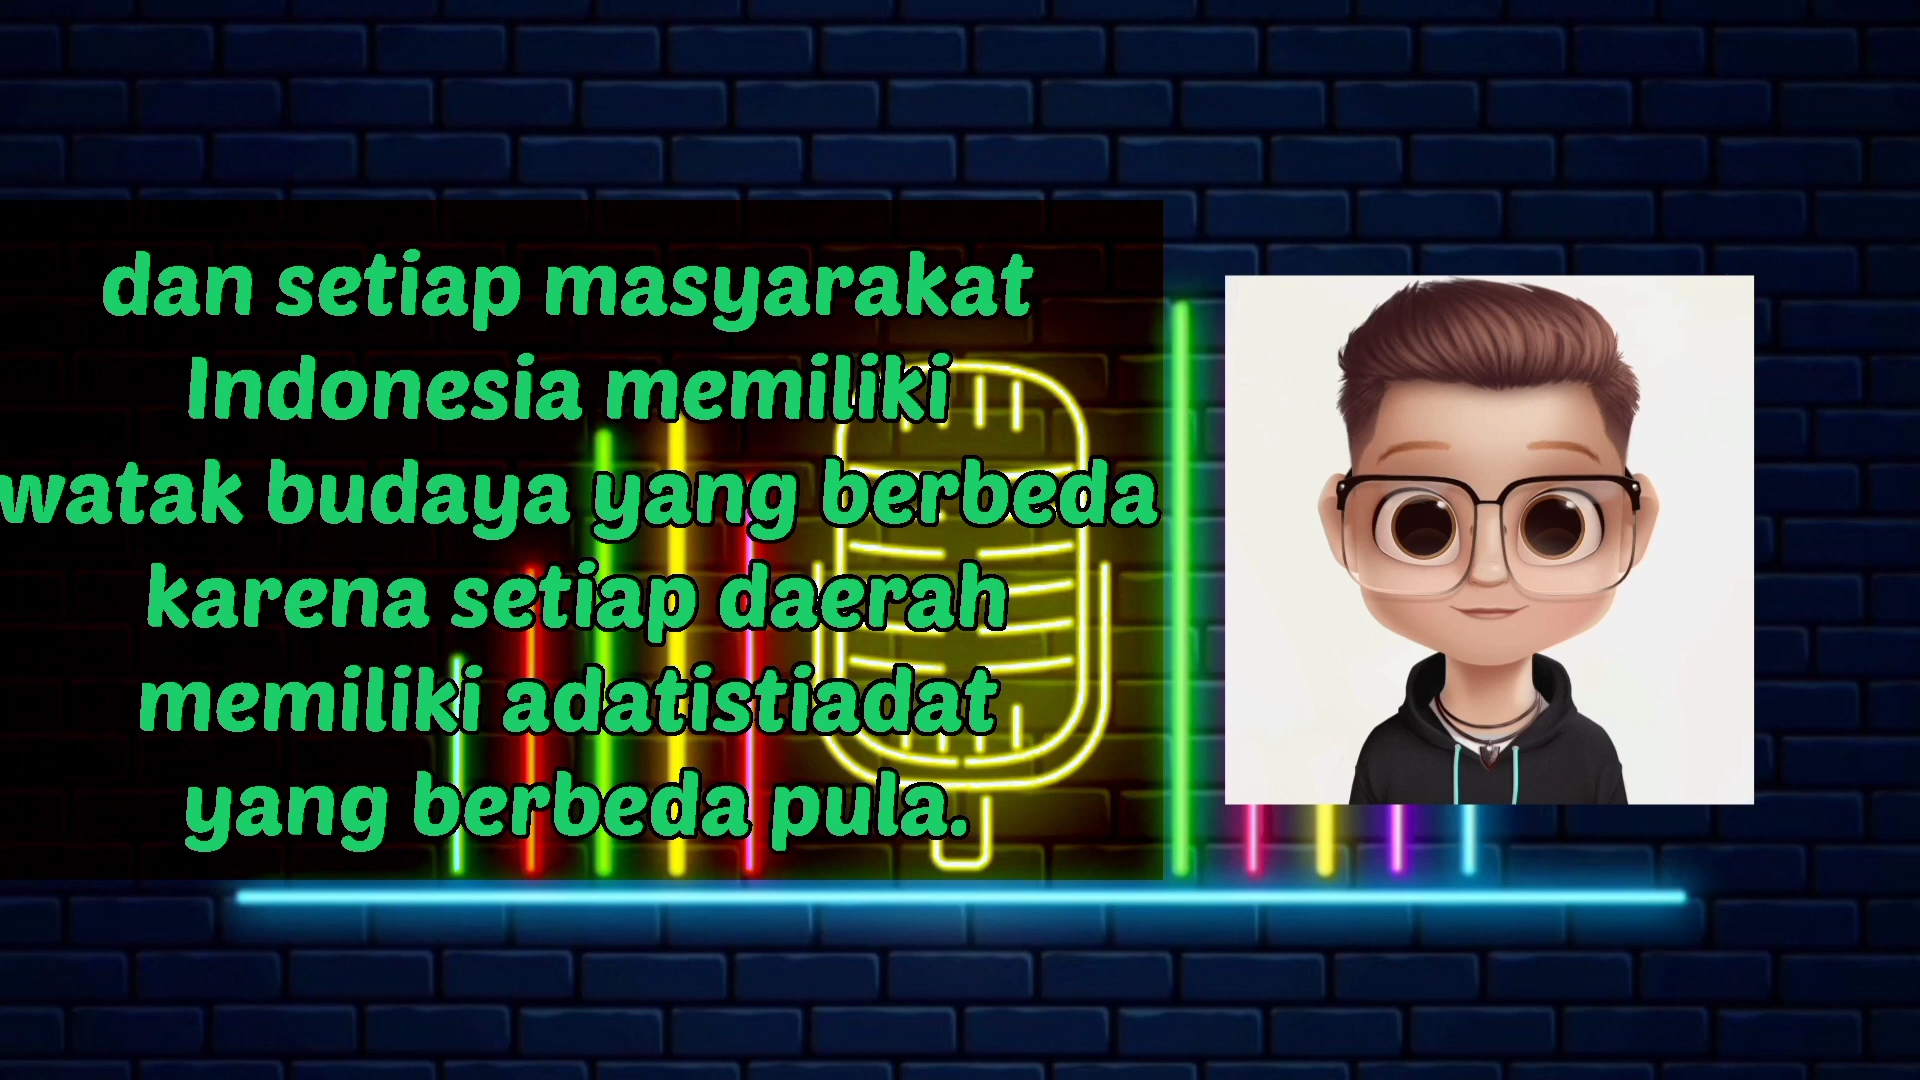 dan setiap masyarakat
Indonesia memiliki
watak budaya yang berbeda
karena setiap daerah
memiliki adatistiadat
yang berbeda pula.